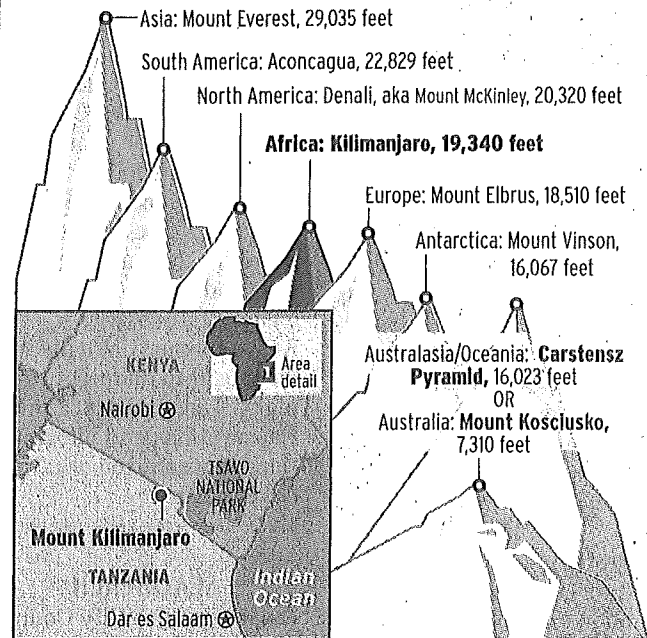 Asia: Mount Everest, 29,035 feet
South America: Aconcagua, 22,829 feet
North America: Denali, aka Mount McKinley, 20,320 feet
Africa: Kilimanjaro, 19,340 feet
Europe: Mount Elbrus, 18,510 feet
Antarctica: Mount Vinson,
16,067 feet
Australasia/Oceania: Carstensz
Pyramid, 16,023 feet
OR
Australia: Mount Kosciusko,
7,310 feet
KENYA
1
Area
detail
Nairobi
TSAVO
NATIONAL
PARK
Mount Kilimanjaro
TANZANIA
Indian
Ocean
Dar es Salaam